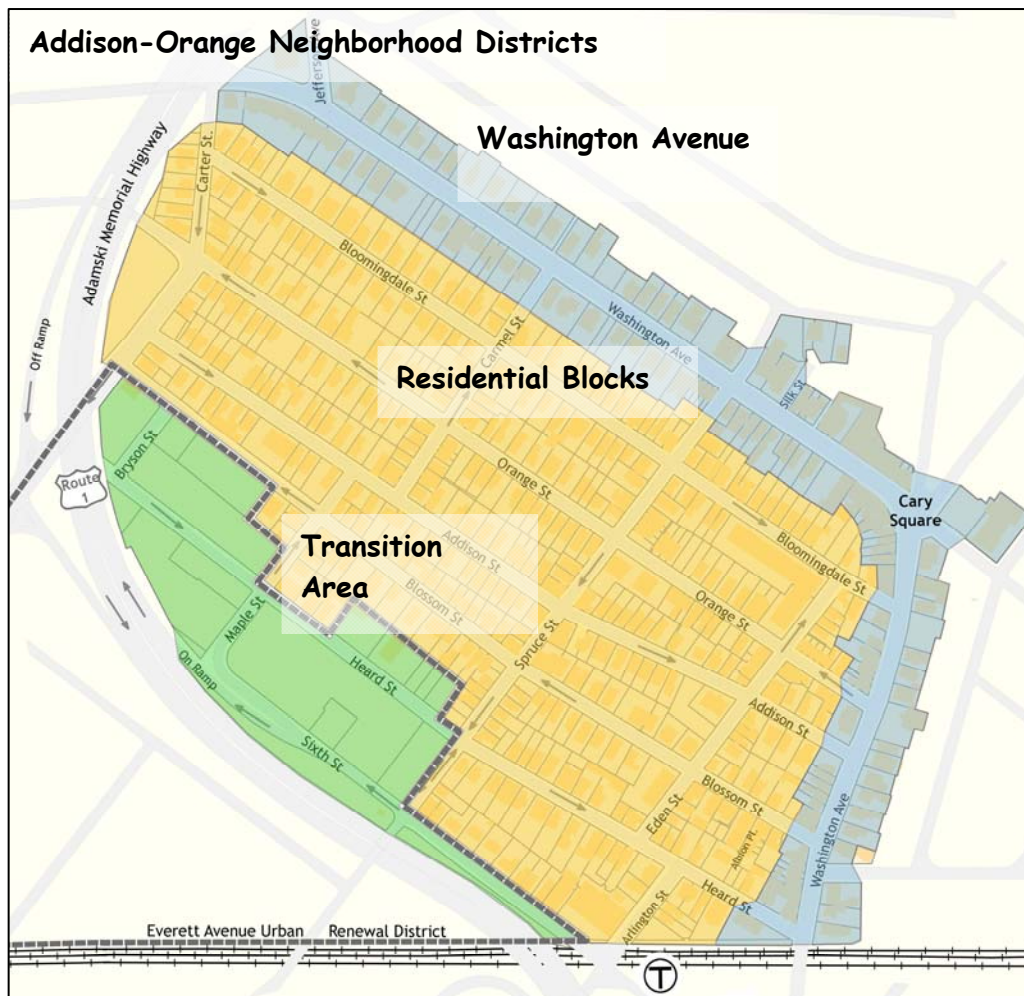 Addison-Orange Neighborhood Districts
Jefferson Ave
Washington Avenue
Carter St.
Adamski Memorial Highway
Bloomingdale St
Off Ramp
Carmel St
Washington Ave
Residential Blocks
Silk St
Bryson St
Route
1
Orange St
Cary
Square
Transition
Area
Addison St
Bloomingdale St
Blossom St
Orange St
Maple St
Spruce St
Heard St
On Ramp
Addison St
Sixth St
Blossom St
Eden St
Albion Pl.
Washington Ave
Heard St
Arlington St
Everett Avenue Urban Renewal District
T